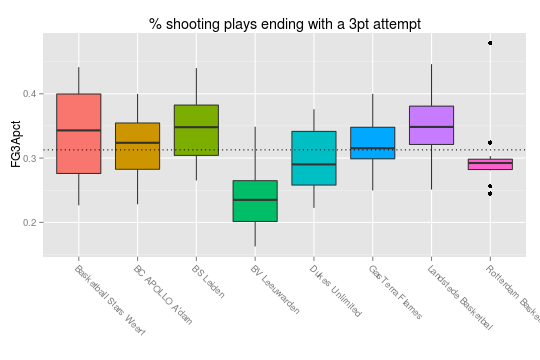 % shooting plays ending with a 3pt attempt
FG3Apct
0.4
0.3
0.2
Basketball Stars Weert
BC APOLLO A'dam
BS Leiden
BV Leeuwarden
Dukes Unlimited
GasTerra Flames
Landstede Basketbal
Rotterdam Baske